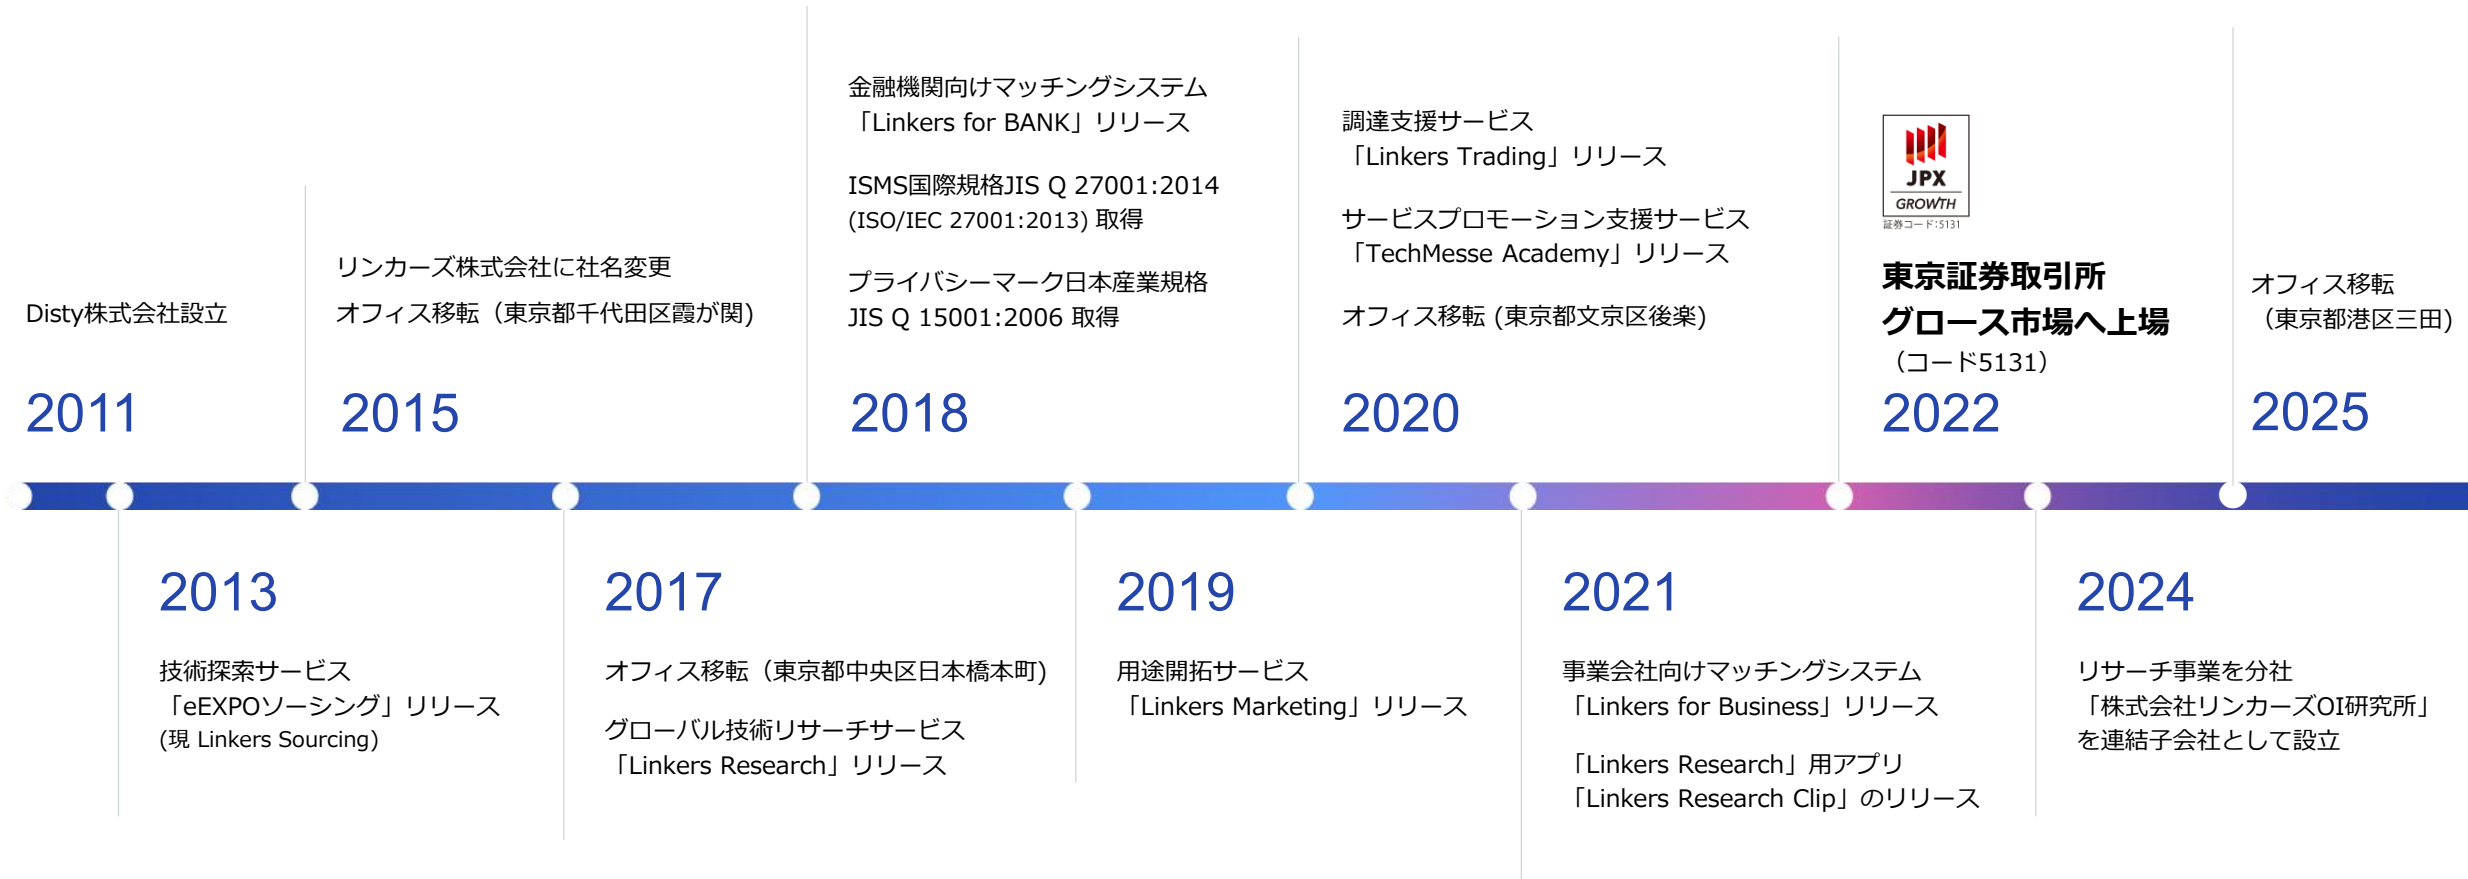 Disty株式会社設立
2011
技術探索サービス
「eEXPOソーシング」リリース
(現 Linkers Sourcing)
2013
リンカーズ株式会社に社名変更
オフィス移転（東京都千代田区霞が関)
2015
2017
オフィス移転（東京都中央区日本橋本町)
グローバル技術リサーチサービス
「Linkers Research」リリース
金融機関向けマッチングシステム
「Linkers for BANK」リリース
ISMS国際規格JIS Q 27001:2014
(ISO/IEC 27001:2013) 取得
プライバシーマーク日本産業規格
JIS Q 15001:2006 取得
2018
2019
用途開拓サービス
「Linkers Marketing」リリース
調達支援サービス
「Linkers Trading」リリース
サービスプロモーション支援サービス
「TechMesse Academy」リリース
オフィス移転 (東京都文京区後楽)
2020
2021
事業会社向けマッチングシステム
「Linkers for Business」リリース
「Linkers Research」用アプリ
「Linkers Research Clip」のリリース
JPX
GROWTH
証券コード:5131
東京証券取引所
グロース市場へ上場
（コード5131）
2022
2024
リサーチ事業を分社
「株式会社リンカーズOI研究所」
を連結子会社として設立
オフィス移転
（東京都港区三田)
2025